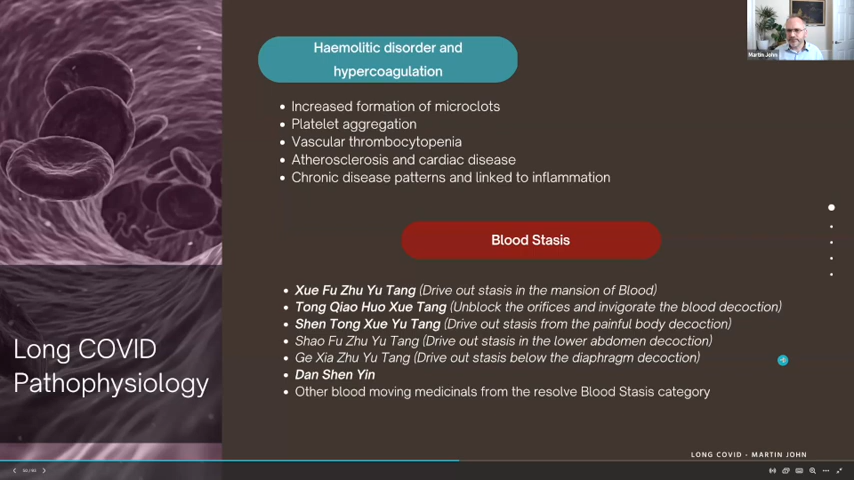 Haemolitic disorder and
hypercoagulation
Martin John
• Increased formation of microclots
• Platelet aggregation
• Vascular thrombocytopenia
• Atherosclerosis and cardiac disease
• Chronic disease patterns and linked to inflammation
Blood Stasis
• Xue Fu Zhu Yu Tang (Drive out stasis in the mansion of Blood)
• Tong Qiao Huo Xue Tang (Unblock the orifices and invigorate the blood decoction)
• Shen Tong Xue Yu Tang (Drive out stasis from the painful body decoction)
• Shao Fu Zhu Yu Tang (Drive out stasis in the lower abdomen decoction)
• Ge Xia Zhu Yu Tang (Drive out stasis below the diaphragm decoction)
• Dan Shen Yin
• Other blood moving medicinals from the resolve Blood Stasis category
Long COVID
Pathophysiology
LONG COVID - MARTIN JOHN